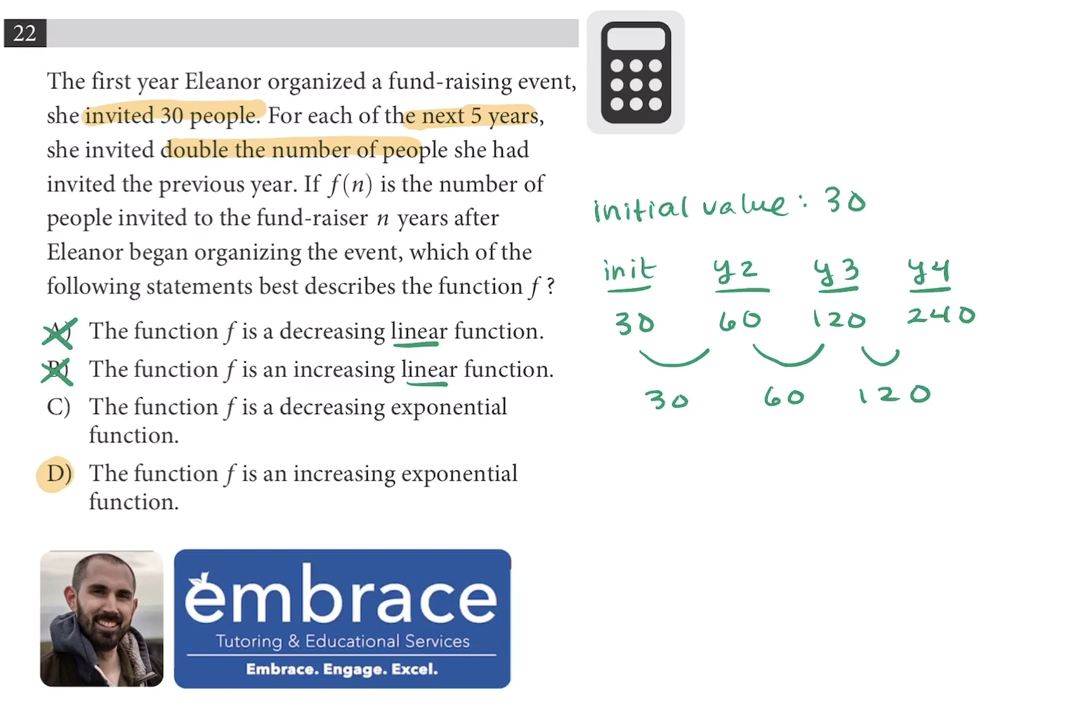 22
The first year Eleanor organized a fund-raising event,
she invited 30 people. For each of the next 5 years,
she invited double the number of people she had
invited the previous year. If f(n) is the number of
people invited to the fund-raiser n years after
Eleanor began organizing the event, which of the
following statements best describes the function f ?
A) The function f is a decreasing linear function.
B) The function f is an increasing linear function.
C) The function f is a decreasing exponential
function.
D) The function f is an increasing exponential
function.
initial value: 30
init y2 y3 y4
30 60 120 240
30 60 120
embrace
Tutoring & Educational Services
Embrace. Engage. Excel.